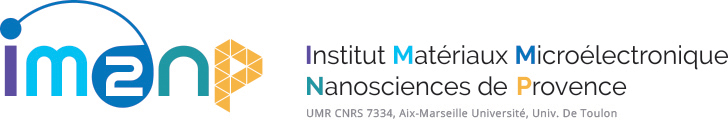 im2np
Institut Matériaux Microélectronique
Nanosciences de Provence
UMR CNRS 7334, Aix-Marseille Université, Univ. De Toulon